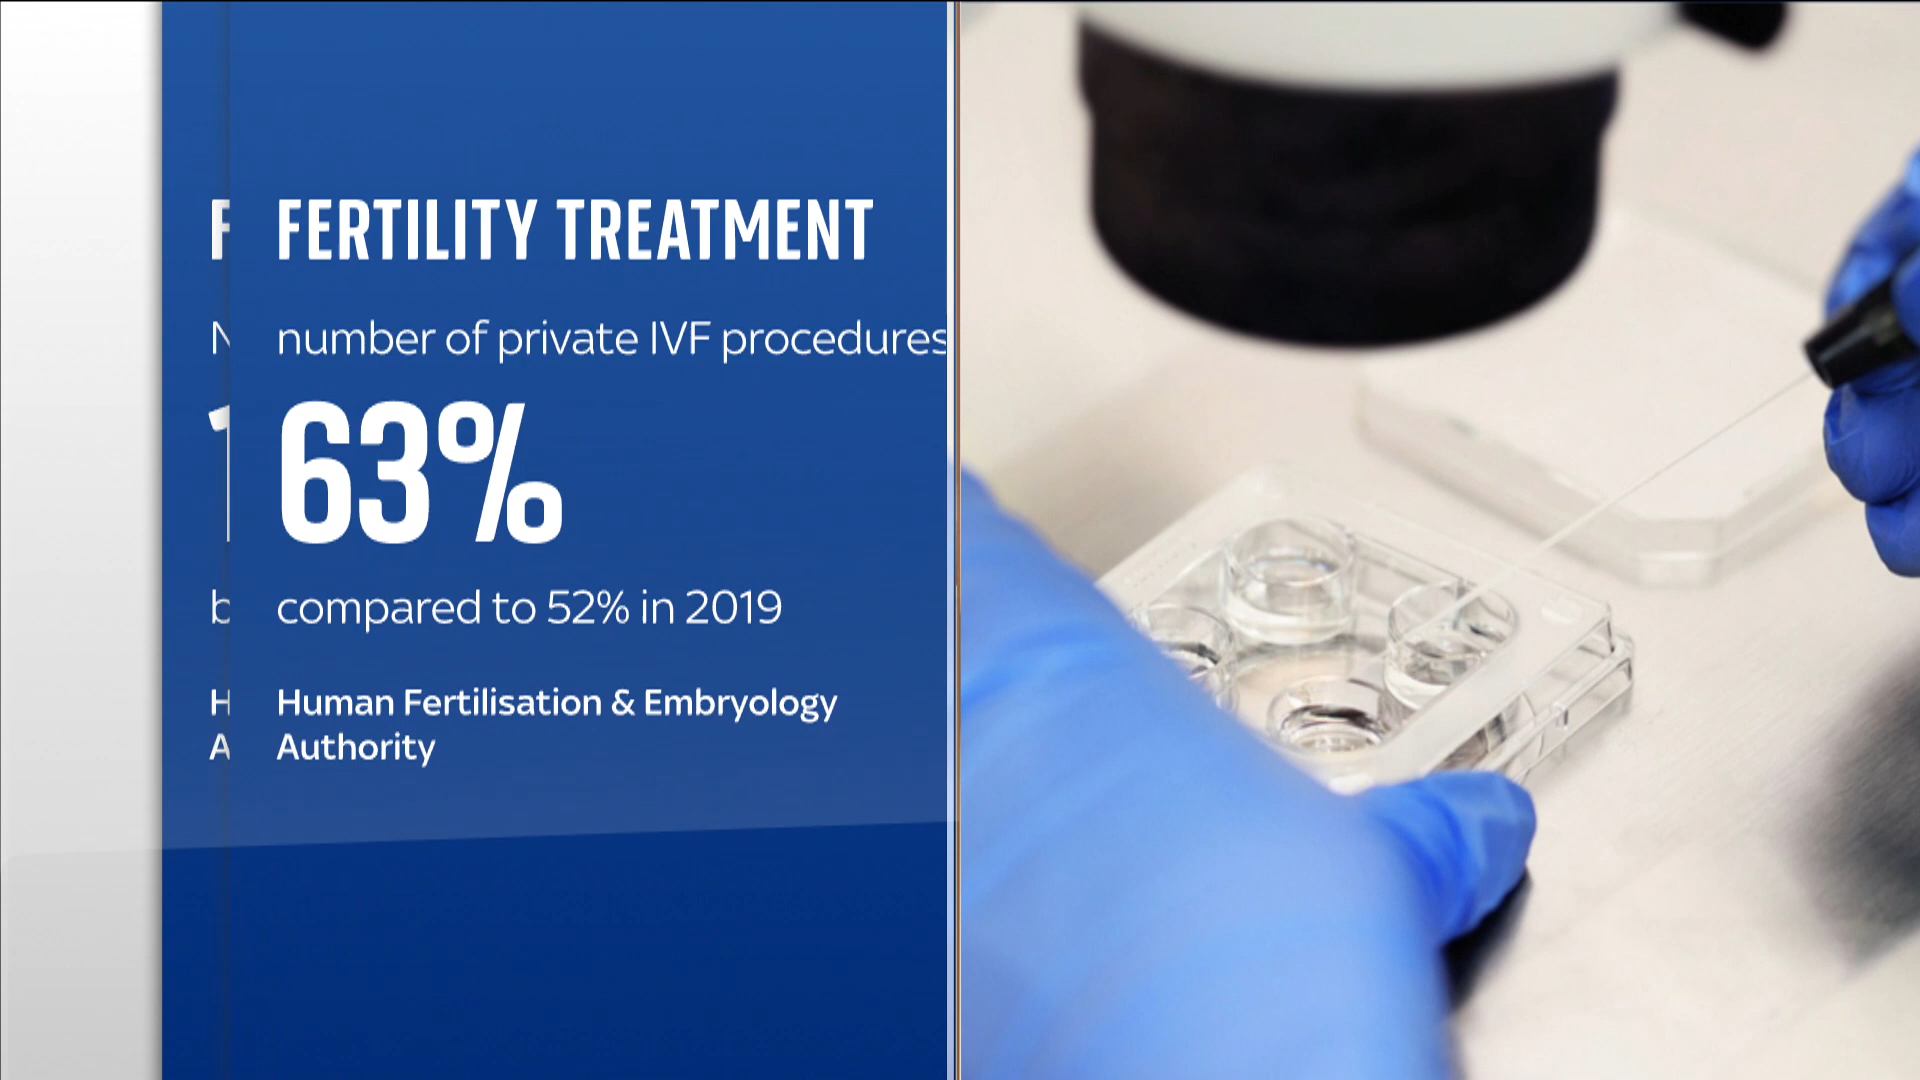 FERTILITY TREATMENT
number of private IVF procedures
63%
compared to 52% in 2019
Human Fertilisation & Embryology
Authority